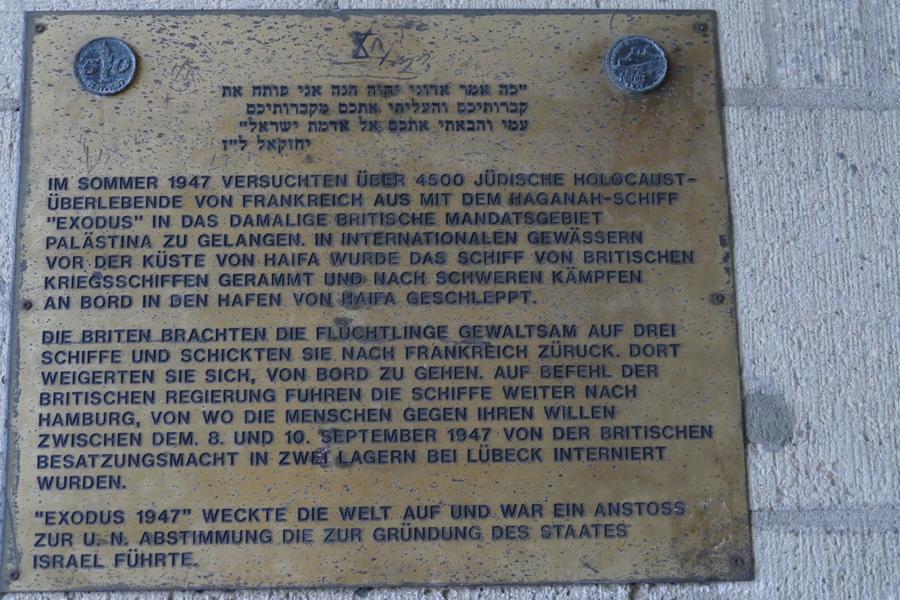 "כה אמר אדוני יהוה הנה אני פותח את
קברותיכם והעליתי אתכם מקברותיכם
עמי והבאתי אתכם אל אדמת ישראל"
יחזקאל ל"ז
IM SOMMER 1947 VERSUCHTEN ÜBER 4500 JÜDISCHE HOLOCAUST-
ÜBERLEBENDE VON FRANKREICH AUS MIT DEM HAGANAH-SCHIFF
"EXODUS" IN DAS DAMALIGE BRITISCHE MANDATSGEBIET
PALÄSTINA ZU GELANGEN. IN INTERNATIONALEN GEWÄSSERN
VOR DER KÜSTE VON HAIFA WURDE DAS SCHIFF VON BRITISCHEN
KRIEGSSCHIFFEN GERAMMT UND NACH SCHWEREN KÄMPFEN
AN BORD IN DEN HAFEN VON HAIFA GESCHLEPPT.
DIE BRITEN BRACHTEN DIE FLÜCHTLINGE GEWALTSAM AUF DREI
SCHIFFE UND SCHICKTEN SIE NACH FRANKREICH ZÜRUCK. DORT
WEIGERTEN SIE SICH, VON BORD ZU GEHEN. AUF BEFEHL DER
BRITISCHEN REGIERUNG FUHREN DIE SCHIFFE WEITER NACH
HAMBURG, VON WO DIE MENSCHEN GEGEN IHREN WILLEN
ZWISCHEN DEM. 8. UND 10. SEPTEMBER 1947 VON DER BRITISCHEN
BESATZUNGSMACHT IN ZWEI LAGERN BEI LÜBECK INTERNIERT
WURDEN.
"EXODUS 1947" WECKTE DIE WELT AUF UND WAR EIN ANSTOSS
ZUR U. N. ABSTIMMUNG DIE ZUR GRÜNDUNG DES STAATES
ISRAEL FÜHRTE.